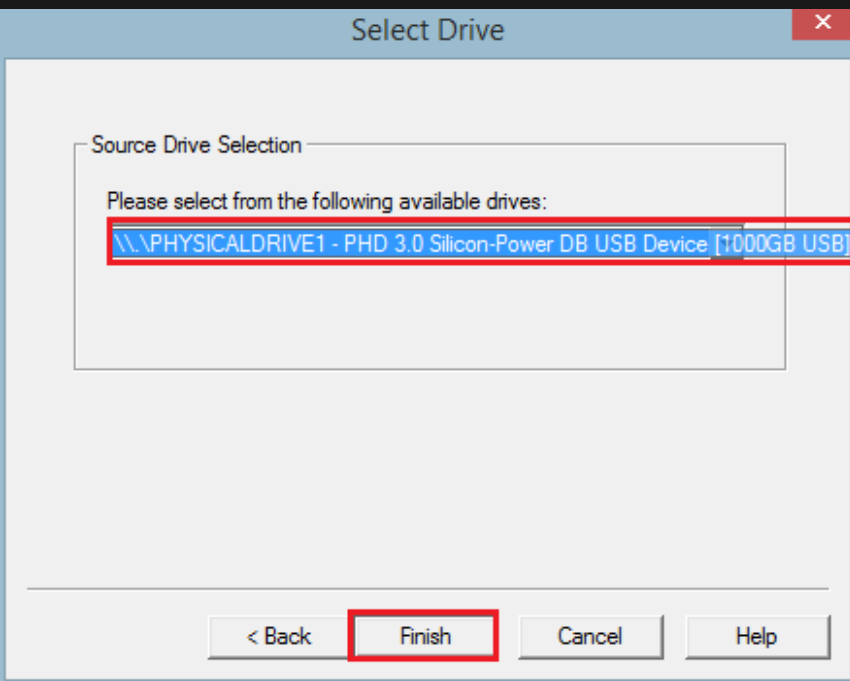 Select Drive
Source Drive Selection
Please select from the following available drives:
\\.\PHYSICALDRIVE1 - PHD 3.0 Silicon-Power DB USB Device [1000GB USB]
< Back Finish Cancel Help